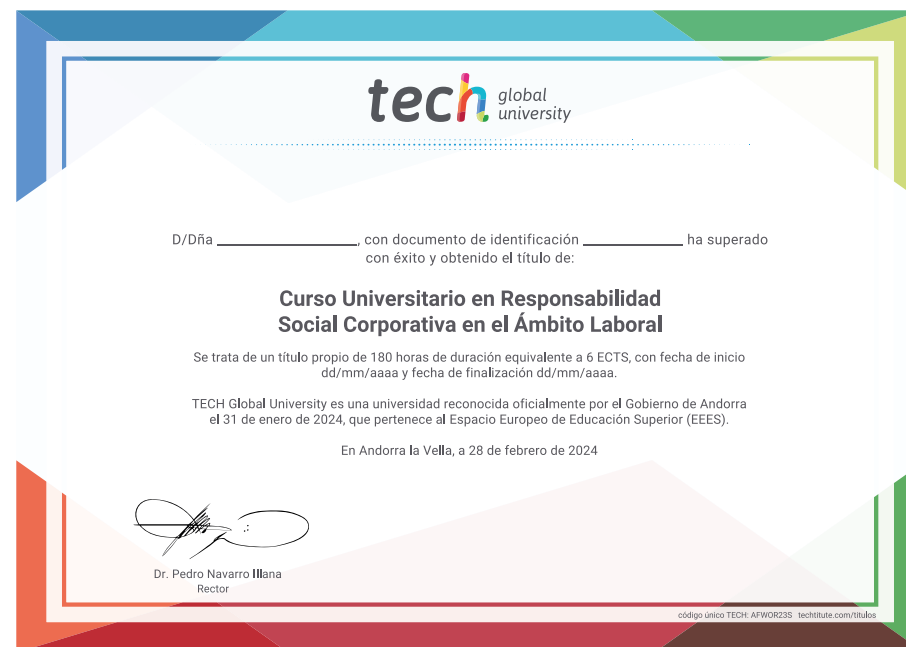 tech global university
D/Dña ____________________, con documento de identificación ______________ ha superado
con éxito y obtenido el título de:
Curso Universitario en Responsabilidad
Social Corporativa en el Ámbito Laboral
Se trata de un título propio de 180 horas de duración equivalente a 6 ECTS, con fecha de inicio
dd/mm/aaaa y fecha de finalización dd/mm/aaaa.
TECH Global University es una universidad reconocida oficialmente por el Gobierno de Andorra
el 31 de enero de 2024, que pertenece al Espacio Europeo de Educación Superior (EEES).
En Andorra la Vella, a 28 de febrero de 2024
Dr. Pedro Navarro Illana
Rector
código único TECH: AFWOR23S techtitute.com/titulos